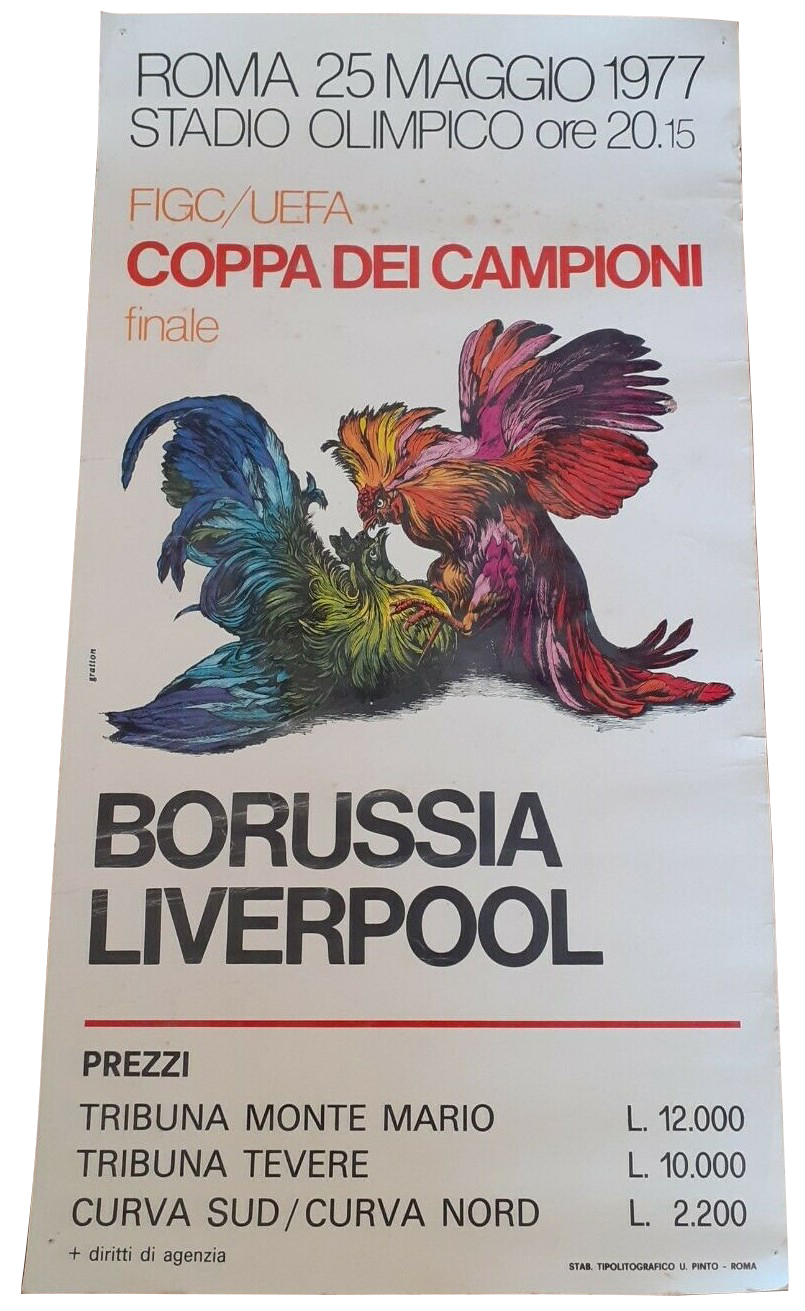 ROMA 25 MAGGIO 1977
STADIO OLIMPICO ore 20.15
FIGC/UEFA
COPPA DEI CAMPIONI
finale
gratton
BORUSSIA
LIVERPOOL
PREZZI
TRIBUNA MONTE MARIO L. 12.000
TRIBUNA TEVERE L. 10.000
CURVA SUD/CURVA NORD L. 2.200
+ diritti di agenzia
STAB. TIPOLITOGRAFICO U. PINTO - ROMA